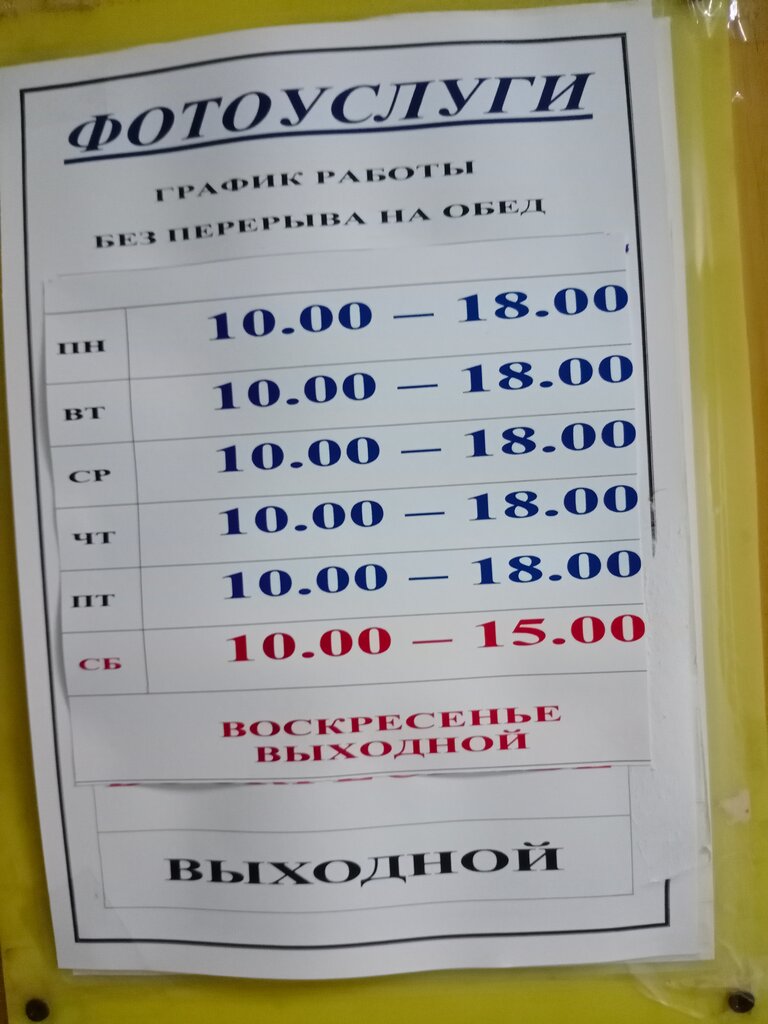 ФОТОУСЛУГИ
ГРАФИК РАБОТЫ
БЕЗ ПЕРЕРЫВА НА ОБЕД
ПН 10.00 – 18.00
ВТ 10.00 – 18.00
СР 10.00 – 18.00
ЧТ 10.00 – 18.00
ПТ 10.00 – 18.00
СБ 10.00 – 15.00
ВОСКРЕСЕНЬЕ
ВЫХОДНОЙ
ВЫХОДНОЙ